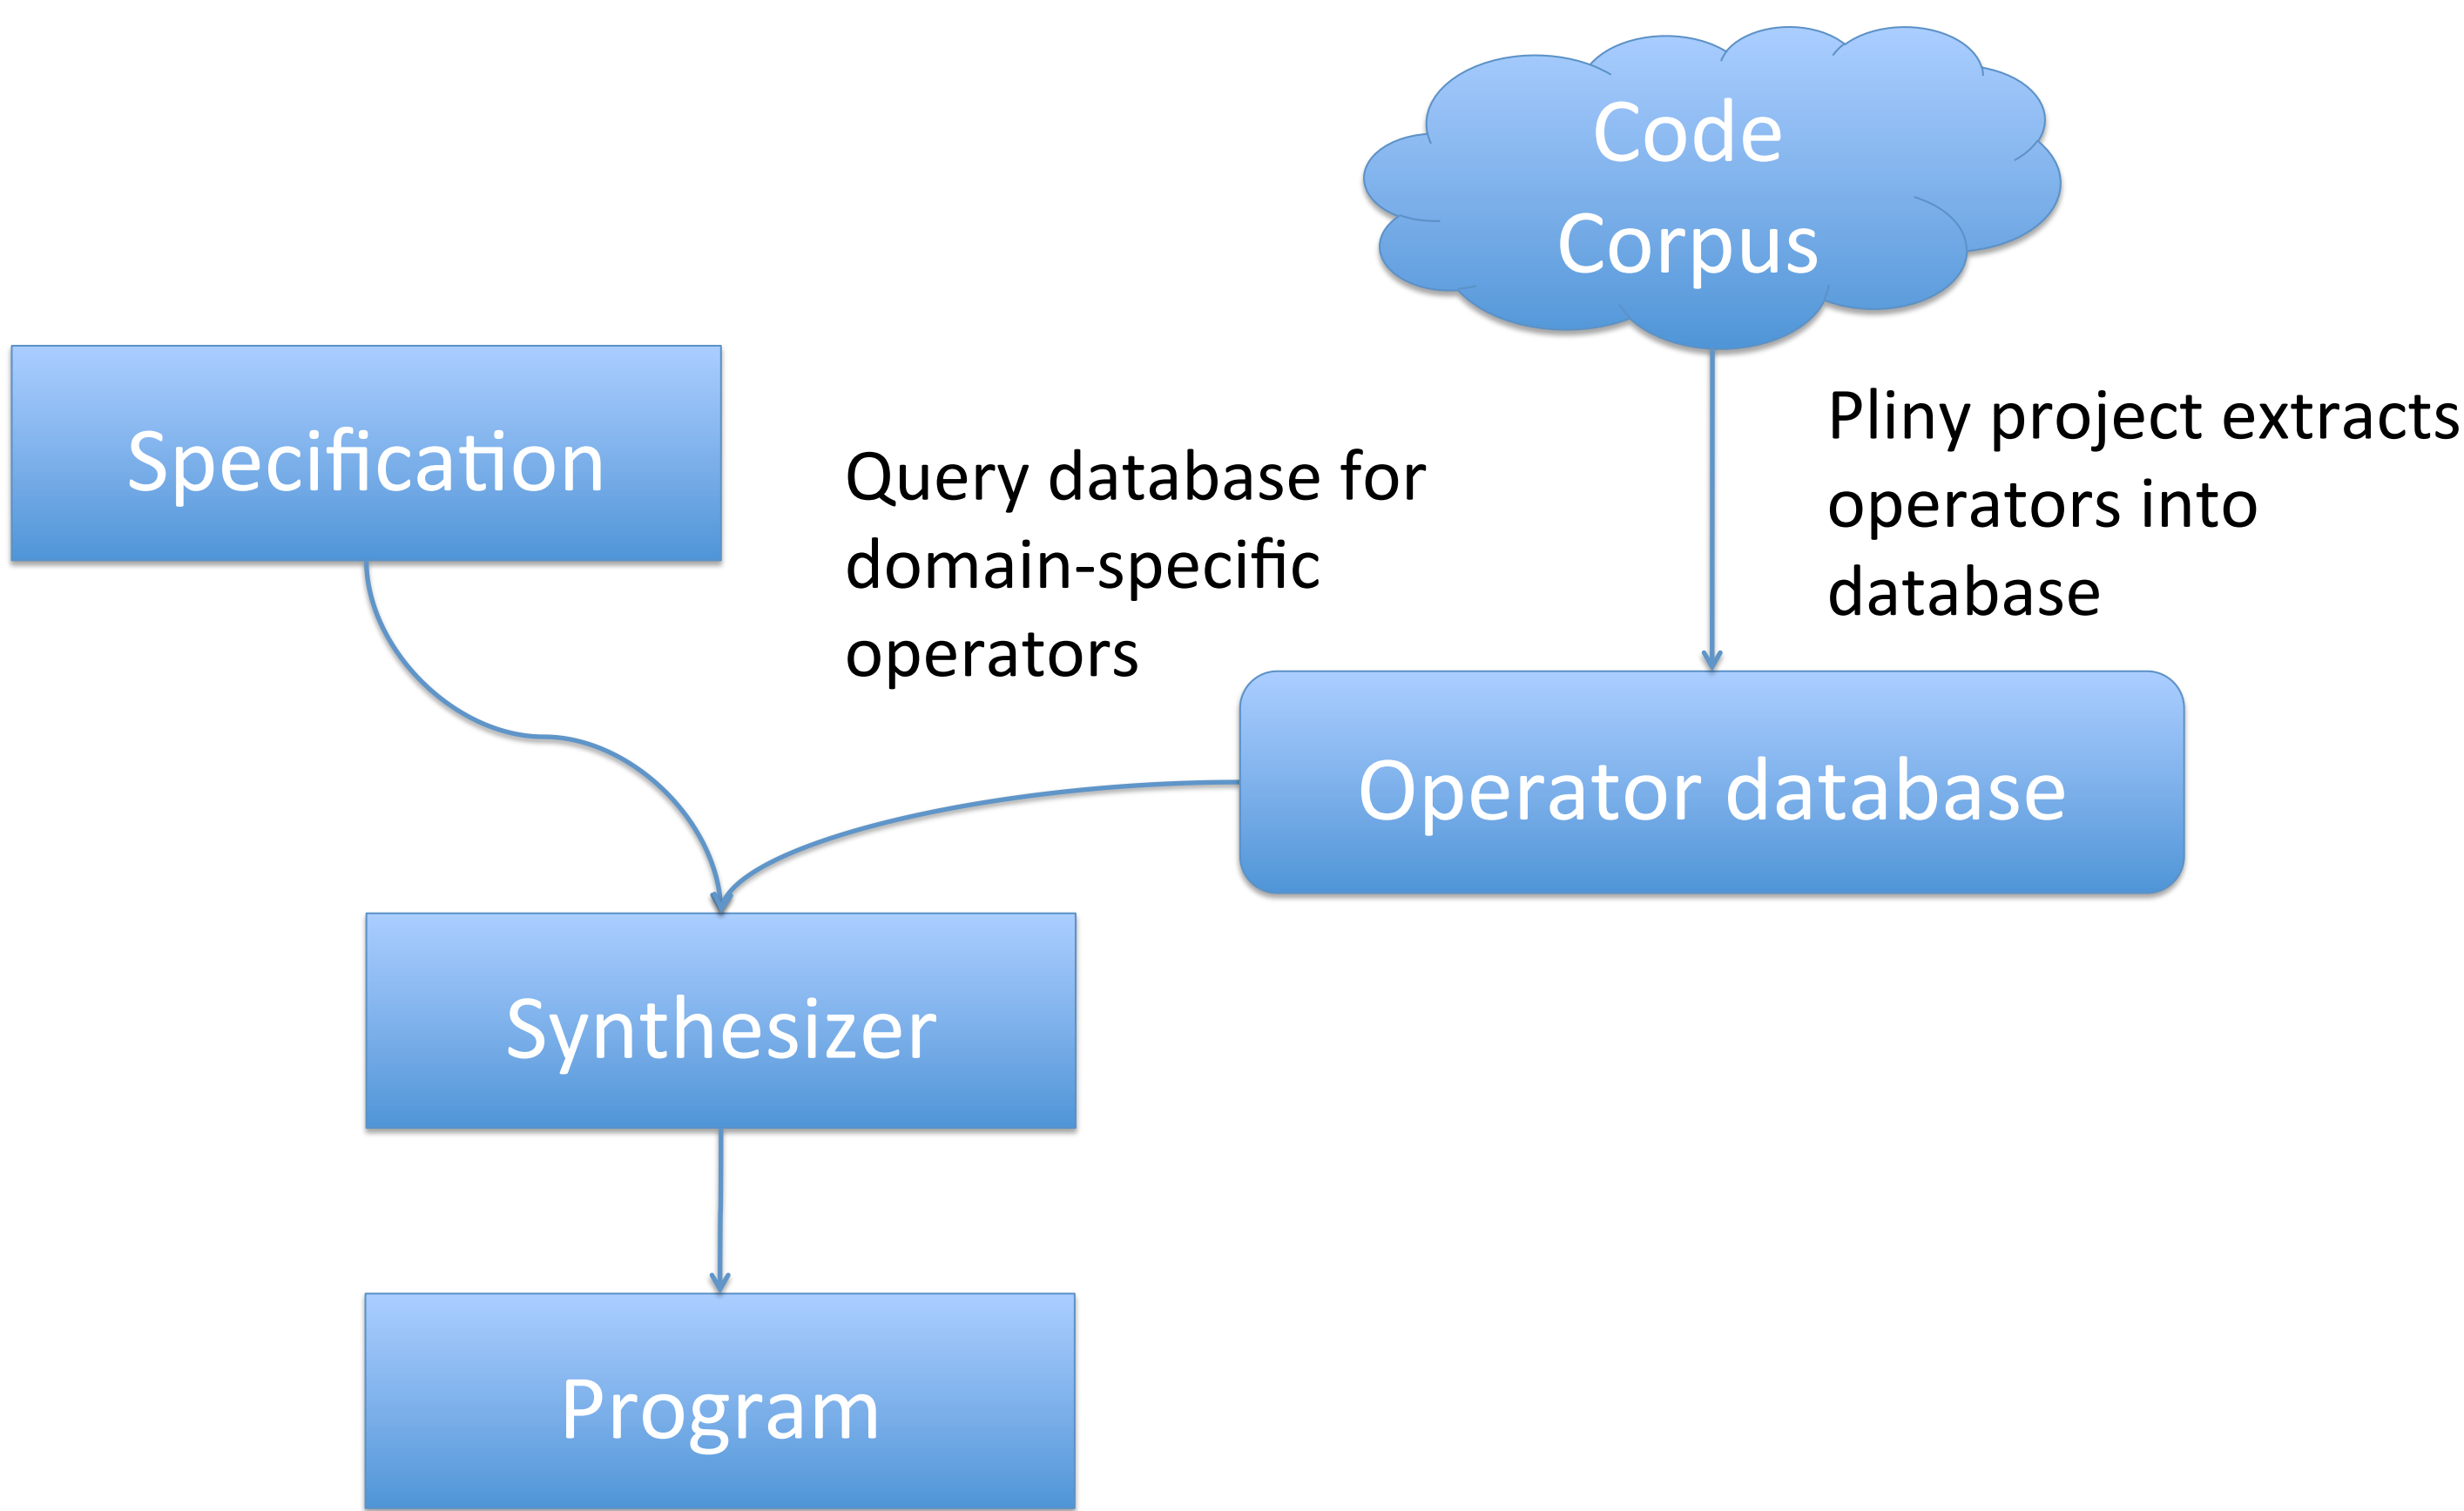 Code
Corpus
Specification
Query database for
domain-specific
operators
Pliny project extracts
operators into
database
Operator database
Synthesizer
Program